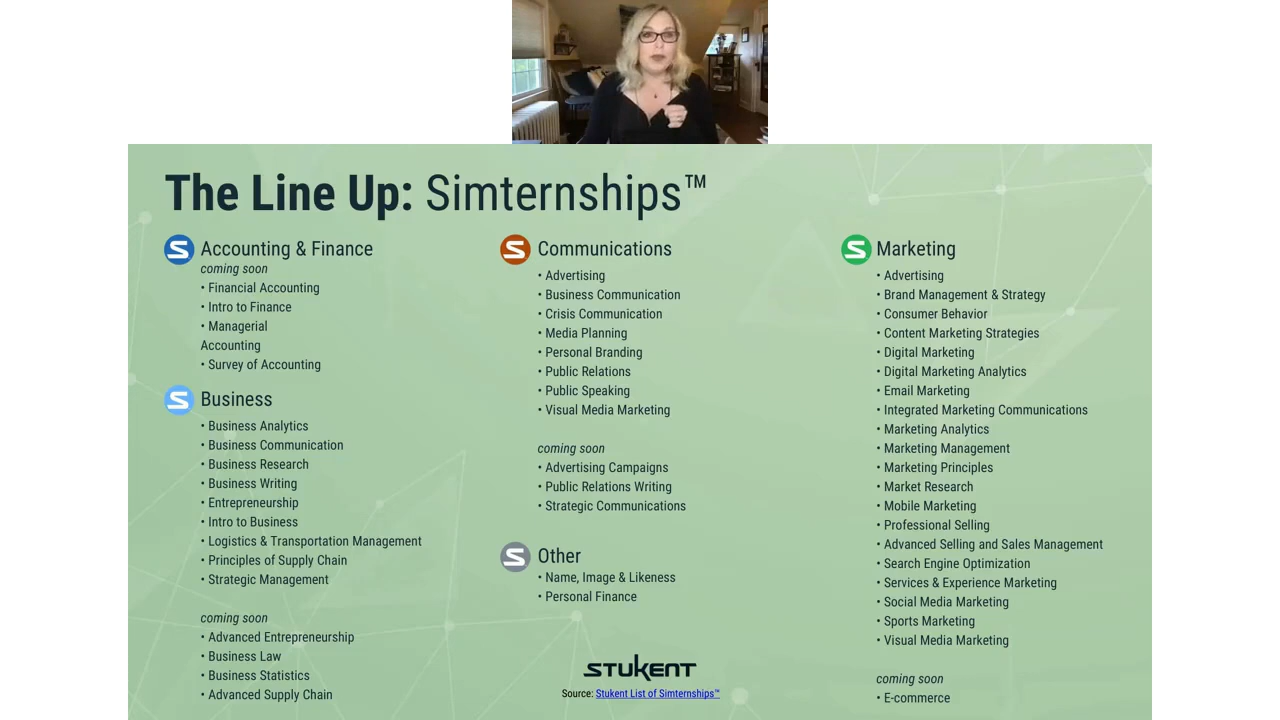 The Line Up: Simternships™
Accounting & Finance
coming soon
• Financial Accounting
• Intro to Finance
• Managerial
Accounting
• Survey of Accounting
Business
• Business Analytics
• Business Communication
• Business Research
• Business Writing
• Entrepreneurship
• Intro to Business
• Logistics & Transportation Management
• Principles of Supply Chain
• Strategic Management
coming soon
• Advanced Entrepreneurship
• Business Law
• Business Statistics
• Advanced Supply Chain
Communications
• Advertising
• Business Communication
• Crisis Communication
• Media Planning
• Personal Branding
• Public Relations
• Public Speaking
• Visual Media Marketing
coming soon
• Advertising Campaigns
• Public Relations Writing
• Strategic Communications
Other
• Name, Image & Likeness
• Personal Finance
STUKENT
Source: Stukent List of Simternships™
Marketing
• Advertising
• Brand Management & Strategy
• Consumer Behavior
• Content Marketing Strategies
• Digital Marketing
• Digital Marketing Analytics
• Email Marketing
• Integrated Marketing Communications
• Marketing Analytics
• Marketing Management
• Marketing Principles
• Market Research
• Mobile Marketing
• Professional Selling
• Advanced Selling and Sales Management
• Search Engine Optimization
• Services & Experience Marketing
• Social Media Marketing
• Sports Marketing
• Visual Media Marketing
coming soon
• E-commerce